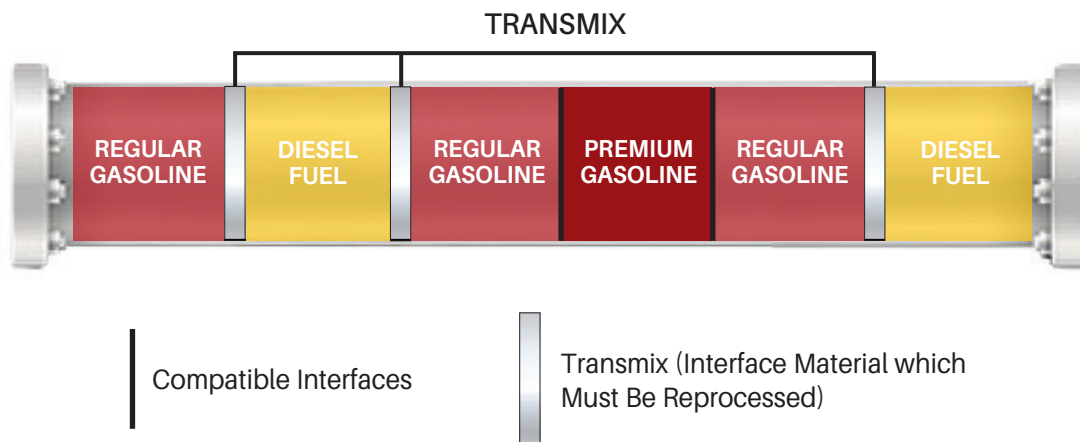 TRANSMIX
REGULAR
GASOLINE
DIESEL
FUEL
REGULAR
GASOLINE
PREMIUM
GASOLINE
REGULAR
GASOLINE
DIESEL
FUEL
Compatible Interfaces
Transmix (Interface Material which
Must Be Reprocessed)